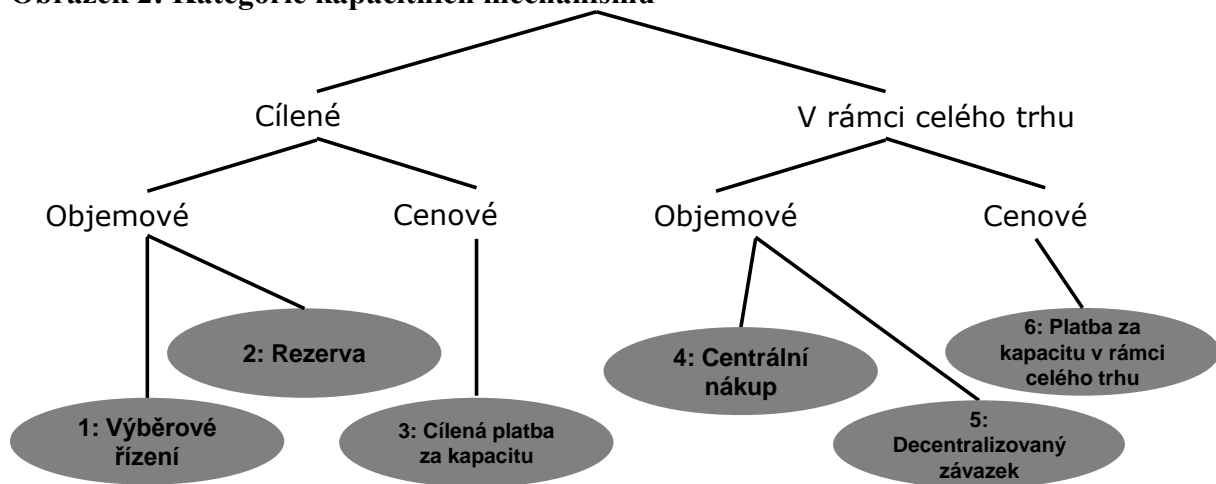 Obrázek 2: Kategorie kapacitních mechanismů
Cílené
V rámci celého trhu
Objemové
Cenové
Objemové
Cenové
2: Rezerva
4: Centrální
nákup
6: Platba za
kapacitu v rámci
celého trhu
1: Výběrové
řízení
3: Cílená platba
za kapacitu
5:
Decentralizovaný
závazek